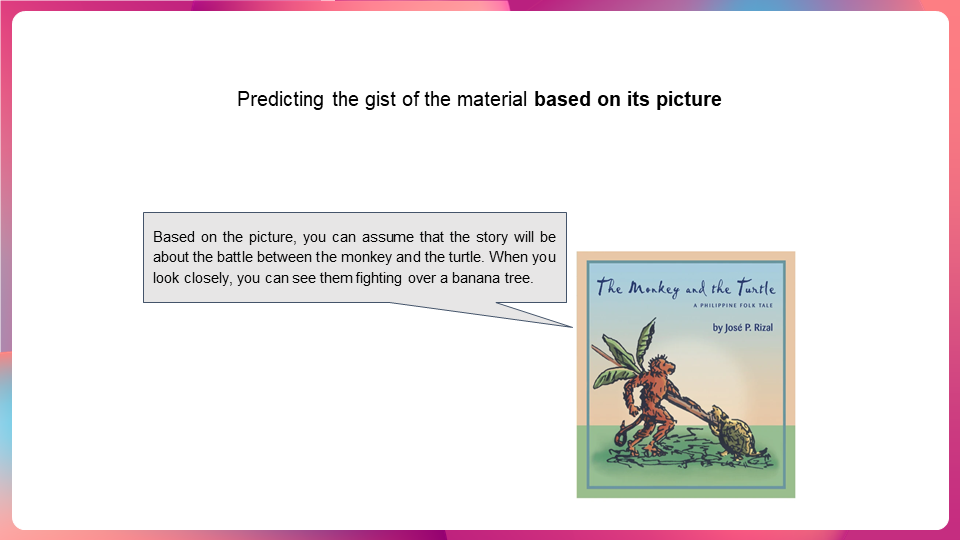 Predicting the gist of the material based on its picture
Based on the picture, you can assume that the story will be
about the battle between the monkey and the turtle. When you
look closely, you can see them fighting over a banana tree.
The Monkey and the Turtle
A PHILIPPINE FOLK TALE
by José P. Rizal